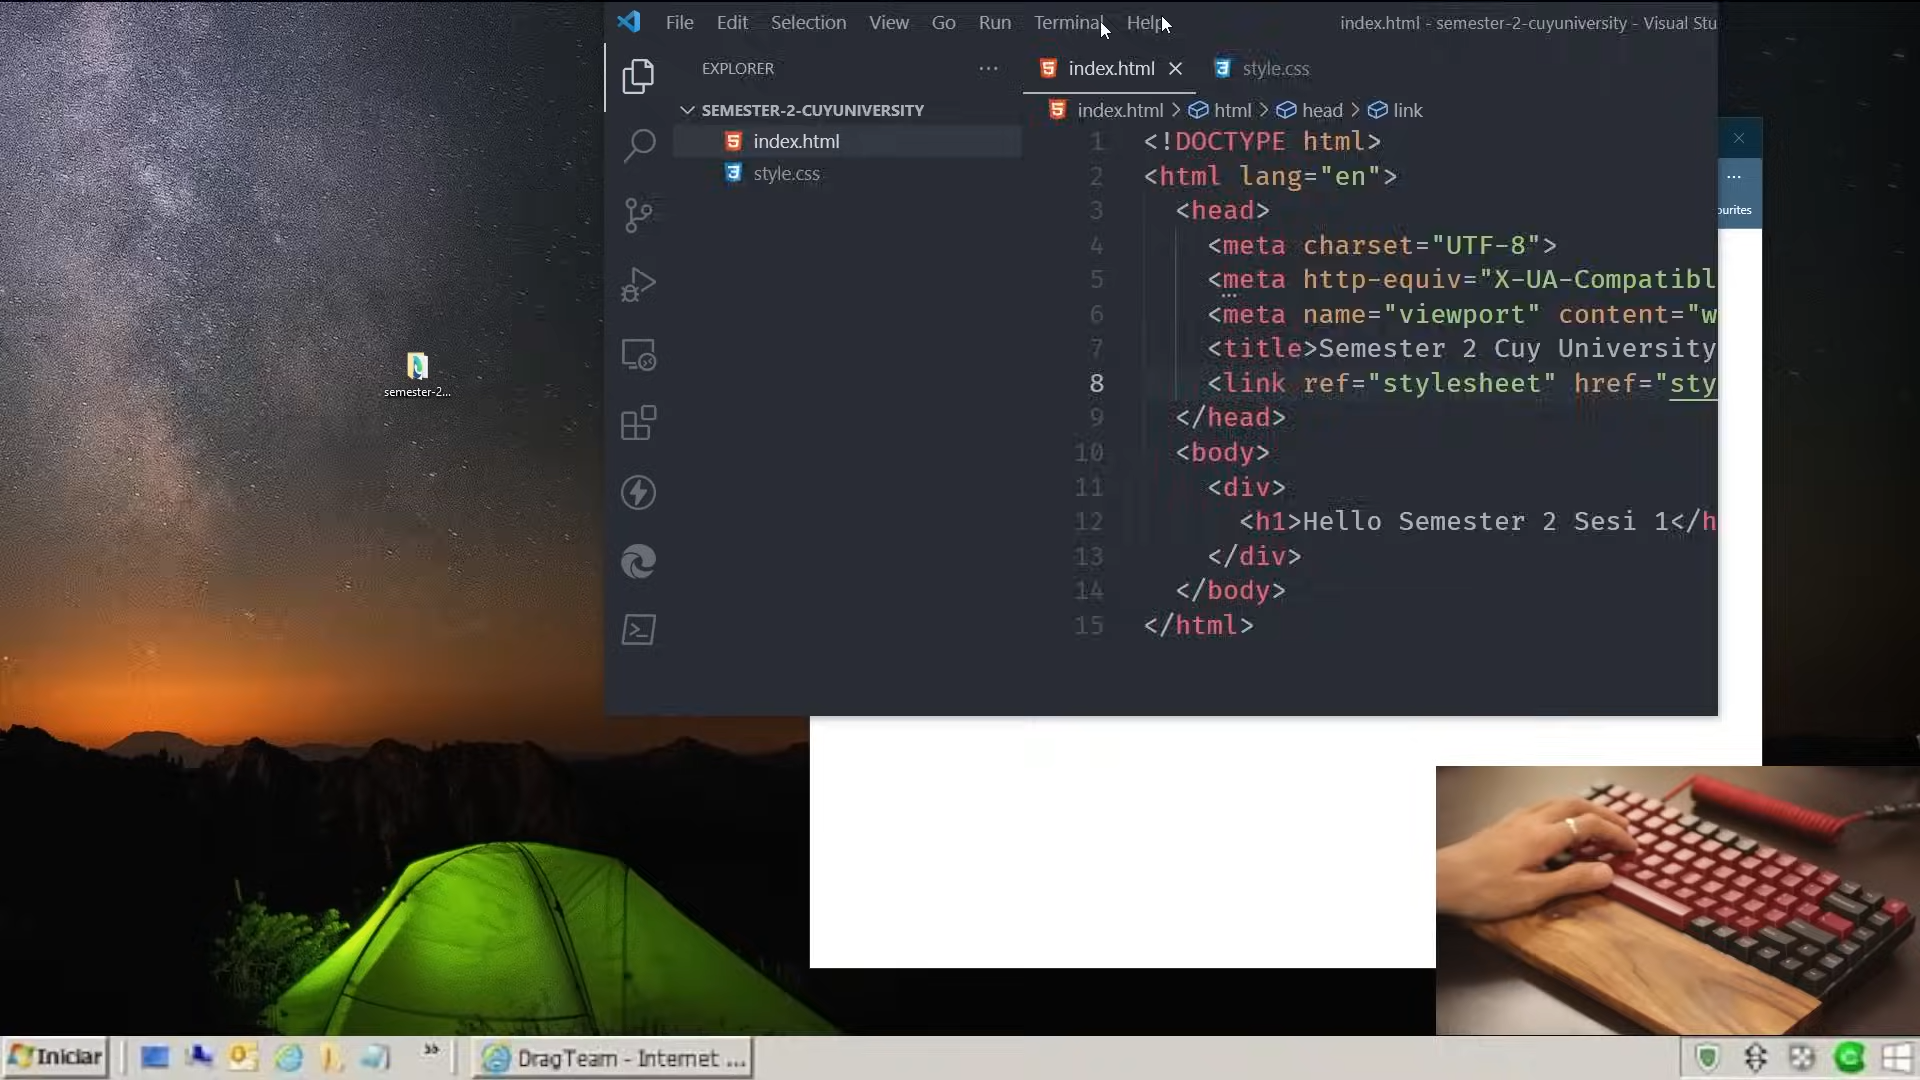 File Edit Selection View Go Run Terminal Help index.html - semester-2-cuyuniversity - Visual Stu
EXPLORER ...
index.html style.css
SEMESTER-2-CUYUNIVERSITY
index.html > html > head > link
index.html
style.css
1 <!DOCTYPE html>
2 <html lang="en">
3 <head>
4 <meta charset="UTF-8">
5 <meta http-equiv="X-UA-Compatibl
6 <meta name="viewport" content="w
7 <title>Semester 2 Cuy University
8 <link ref="stylesheet" href="sty
9 </head>
10 <body>
11 <div>
12 <h1>Hello Semester 2 Sesi 1</h
13 </div>
14 </body>
15 </html>
...
ourites
semester-2...
Iniciar
DragTeam - Internet ...